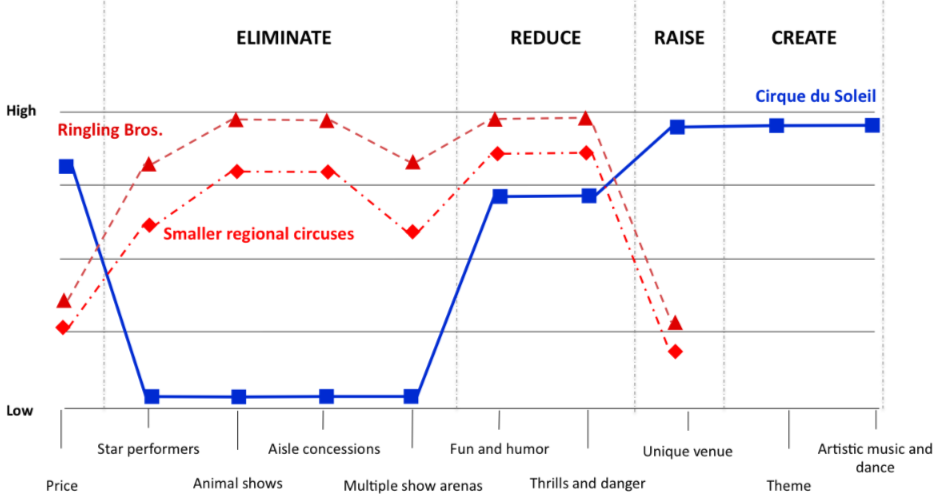 ELIMINATE
REDUCE
RAISE
CREATE
Cirque du Soleil
High
Ringling Bros.
Smaller regional circuses
Low
Star performers
Aisle concessions
Fun and humor
Unique venue
Artistic music and
dance
Price
Animal shows
Multiple show arenas
Thrills and danger
Theme